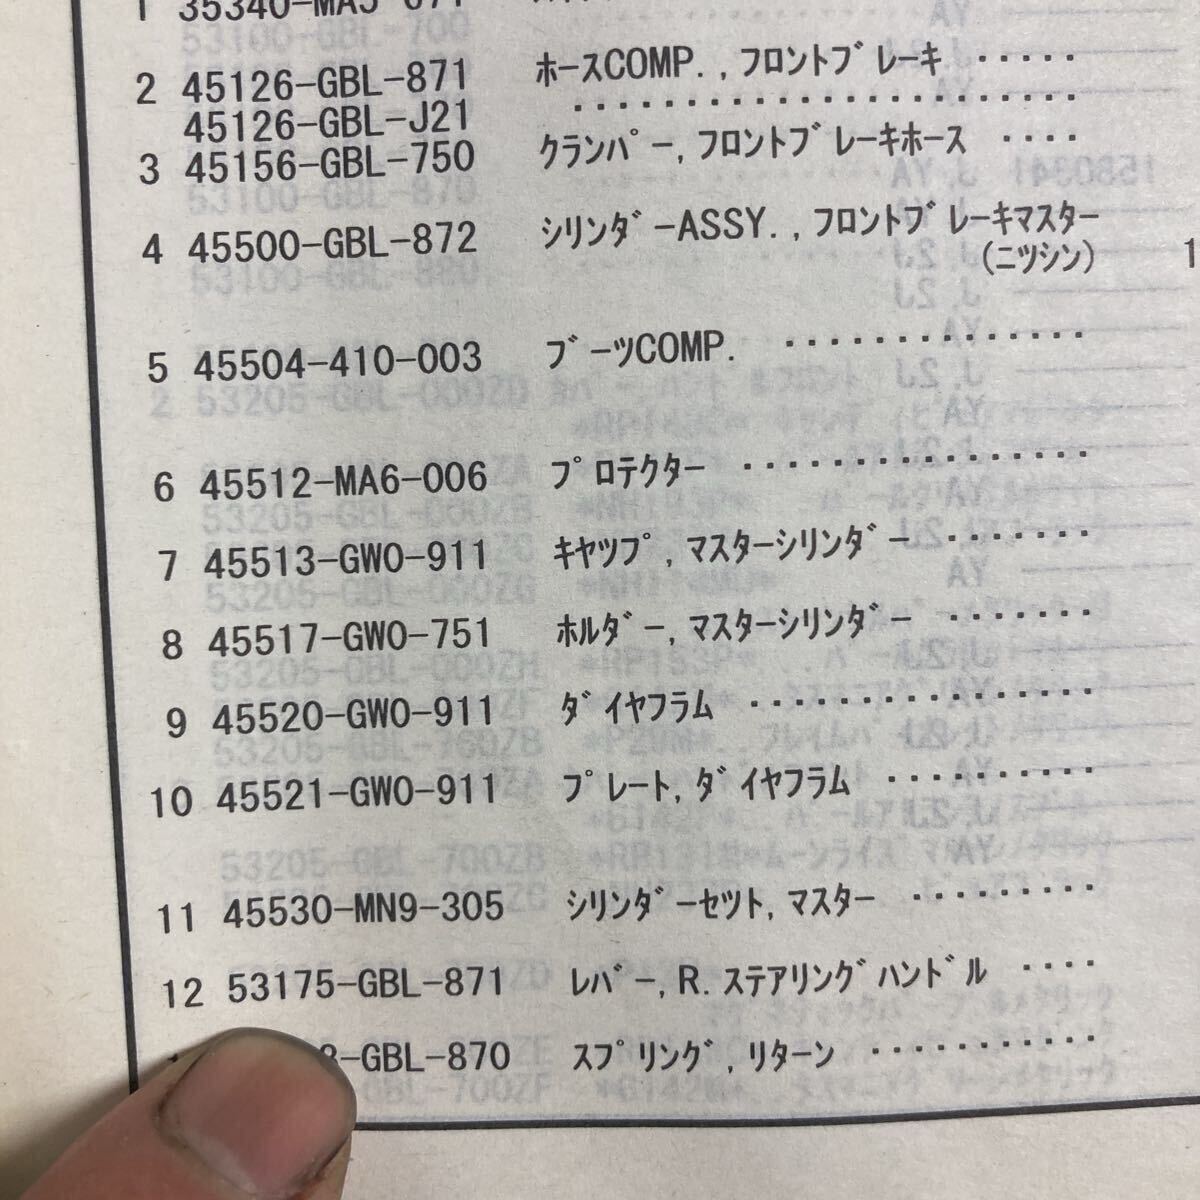 2 45126-GBL-871 ホースCOMP.,フロントブレーキ ・・・・・・
45126-GBL-J21 ・・・・・・・・・・・・・・・・・・・・・
3 45156-GBL-750 クランパー,フロントブレーキホース ・・・・
4 45500-GBL-872 シリンダーASSY.,フロントブレーキマスター
(ニツシン) 1
5 45504-410-003 ブーツCOMP. ・・・・・・・・・・・・・・
6 45512-MA6-006 プロテクター ・・・・・・・・・・・・・・・・
7 45513-GW0-911 キヤツプ,マスターシリンダー ・・・・・・・
8 45517-GW0-751 ホルダー,マスターシリンダー ・・・・・・・
9 45520-GW0-911 ダイヤフラム ・・・・・・・・・・・・・・・・
10 45521-GW0-911 プレート,ダイヤフラム ・・・・・・・・・・
11 45530-MN9-305 シリンダーセツト,マスター ・・・・・・・・・
12 53175-GBL-871 レバー,R.ステアリングハンドル ・・・・
-GBL-870 スプリング,リターン ・・・・・・・・・・・